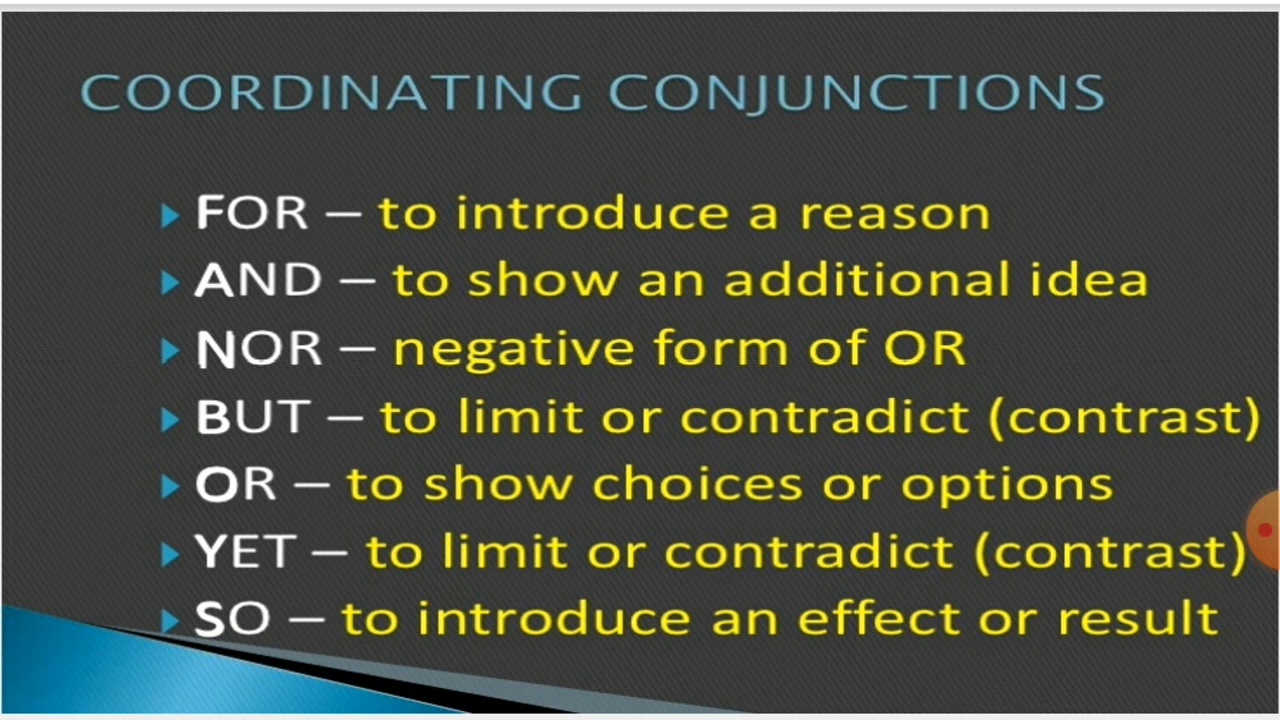 COORDINATING CONJUNCTIONS
FOR – to introduce a reason
AND – to show an additional idea
NOR – negative form of OR
BUT – to limit or contradict (contrast)
OR – to show choices or options
YET – to limit or contradict (contrast)
SO – to introduce an effect or result